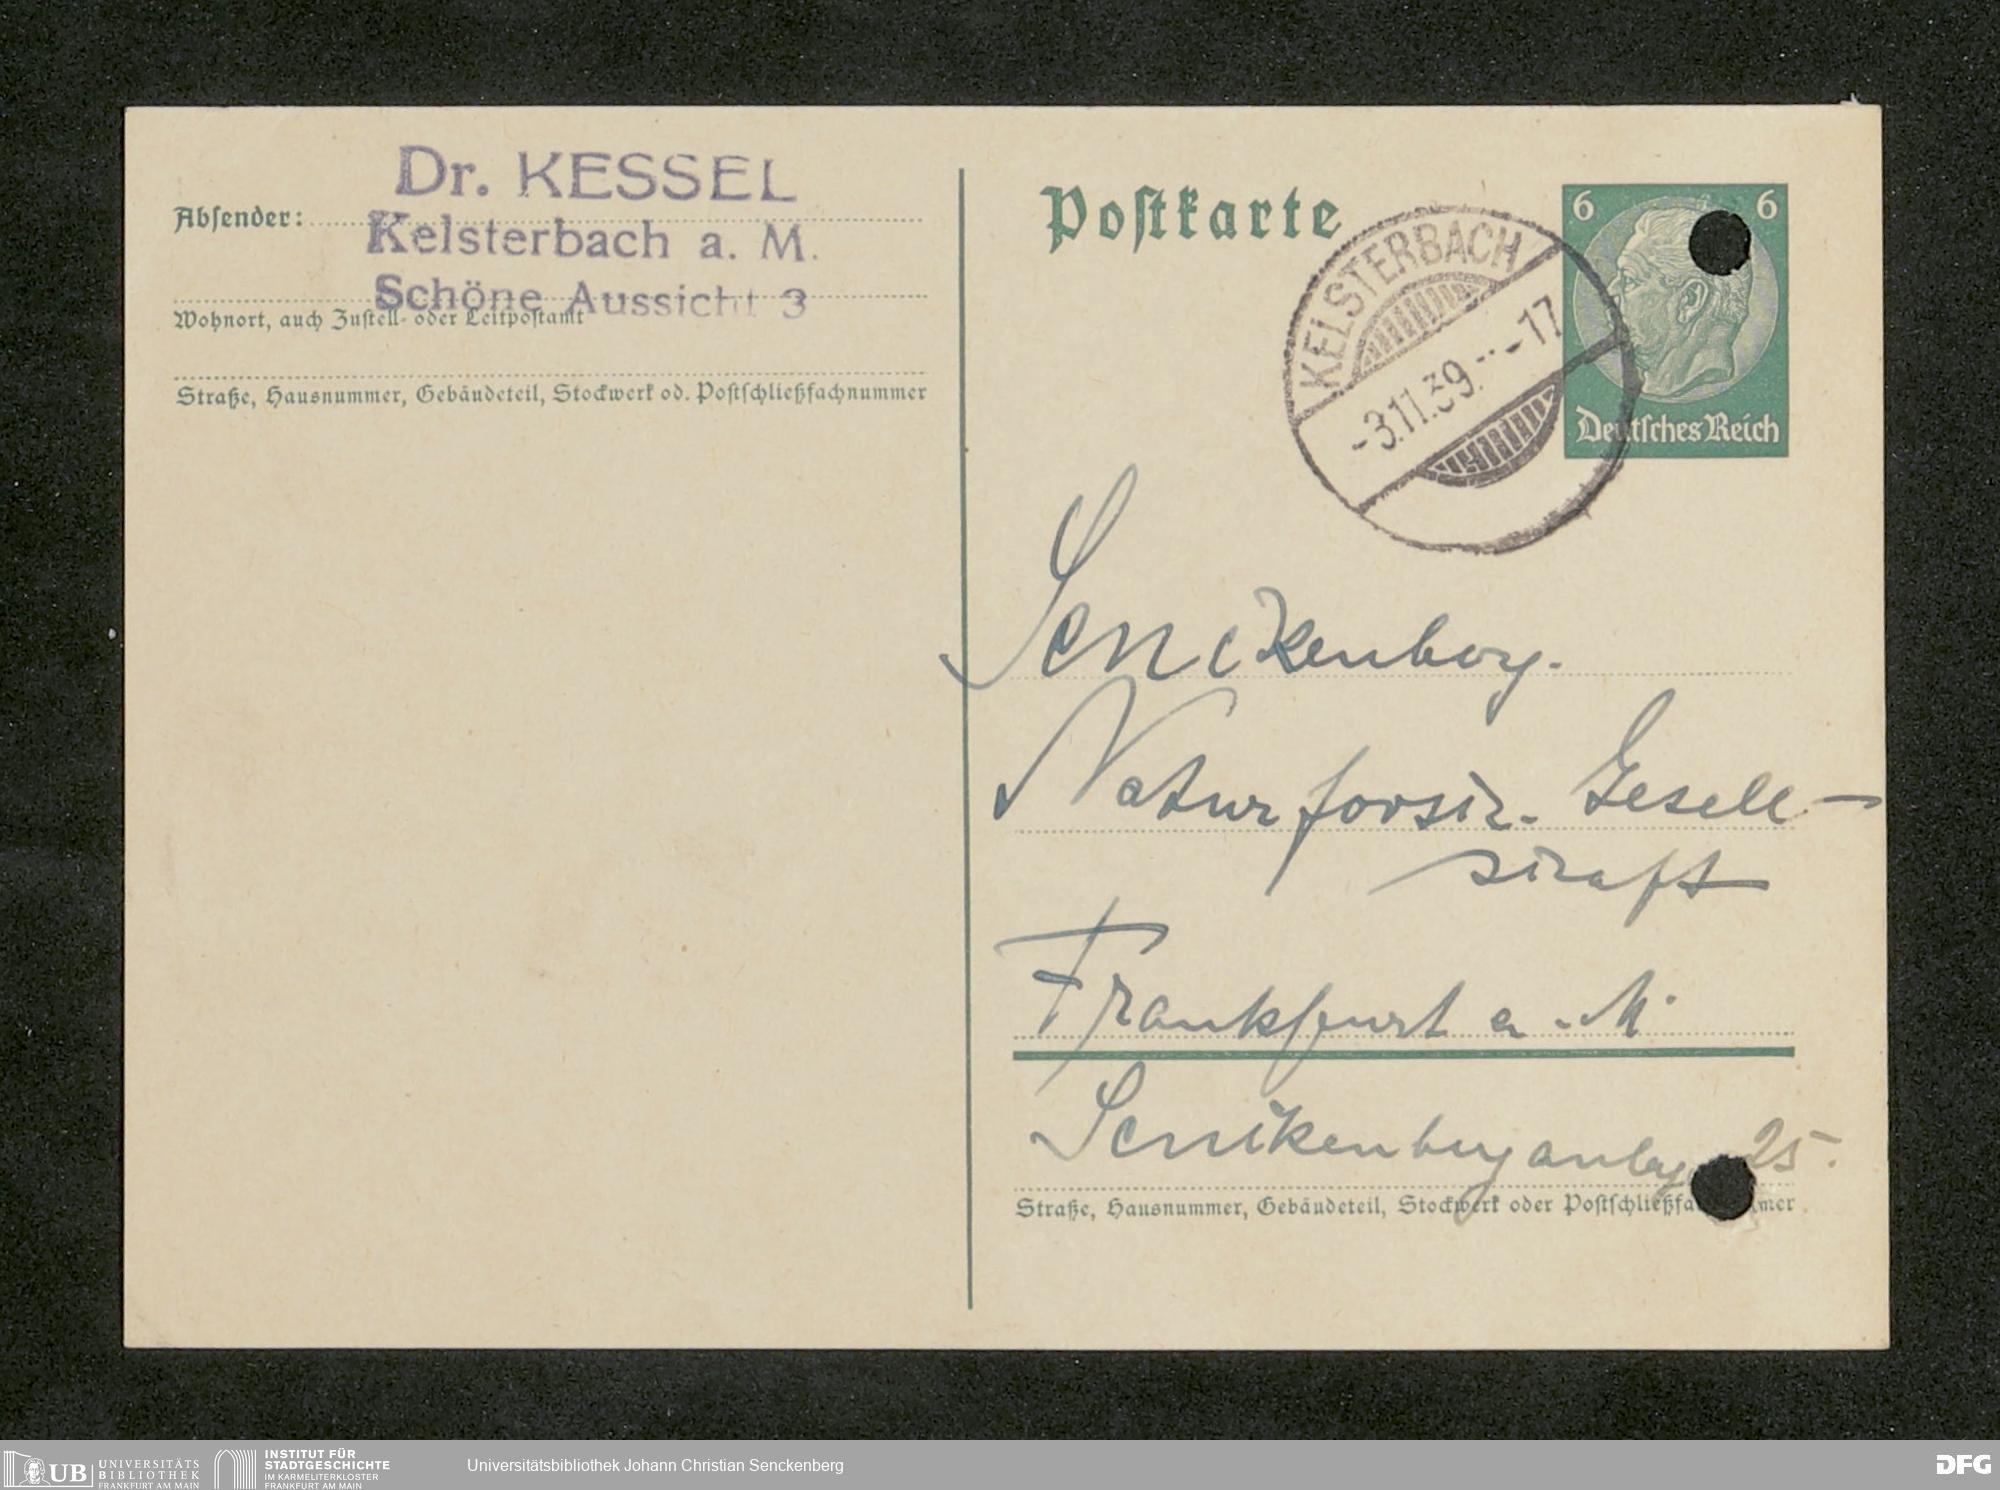 Dr. KESSEL
Absender:
Kelsterbach a. M.
Schöne Aussicht 3
Wohnort, auch Zustell- oder Leitpostamt
Straße, Hausnummer, Gebäudeteil, Stockwerk od. Postschließfachnummer
Postkarte
6 6
Deutsches Reich
KELSTERBACH
-3.11.39.--17
Senckenberg.
Naturforsch. Gesell-
schaft
Frankfurt a. M.
Senckenberganlage 25.
Straße, Hausnummer, Gebäudeteil, Stockwerk oder Postschließfa mer
UB UNIVERSITÄTS
BIBLIOTHEK
FRANKFURT AM MAIN
INSTITUT FÜR
STADTGESCHICHTE
IM KARMELITERKLOSTER
FRANKFURT AM MAIN
Universitätsbibliothek Johann Christian Senckenberg
DFG